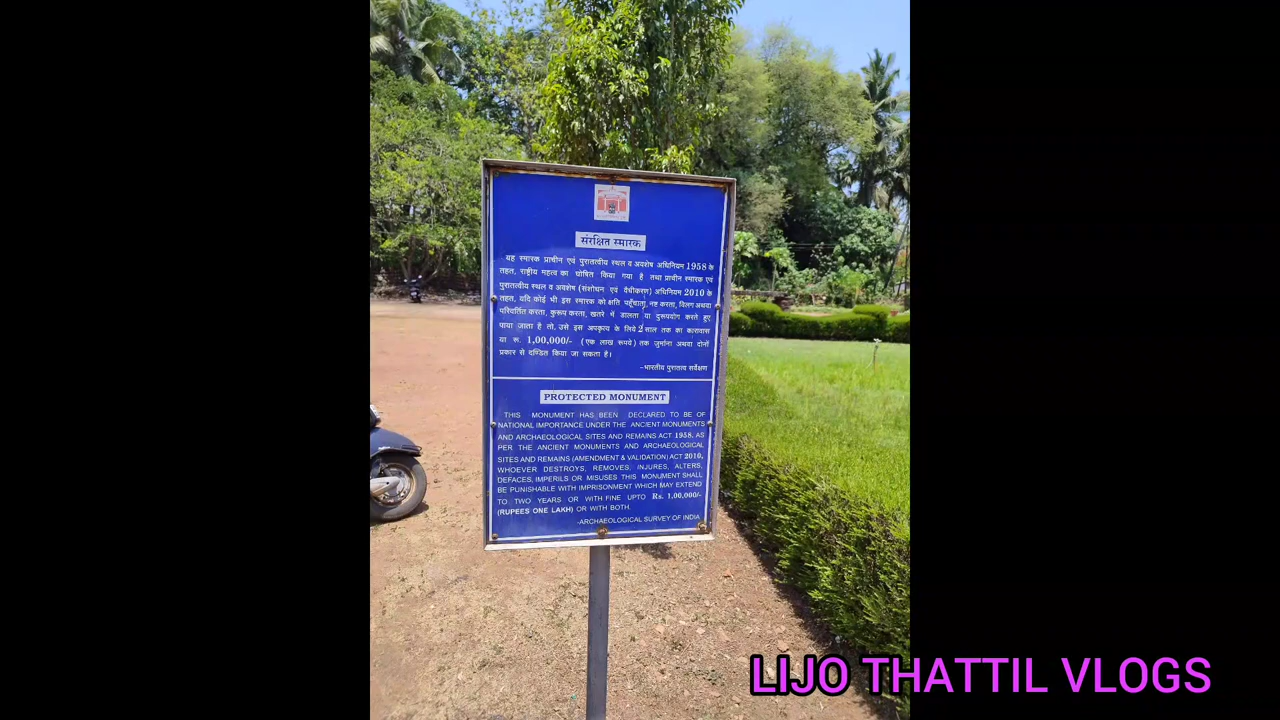 संरक्षित स्मारक
यह स्मारक प्राचीन एवं पुरातत्वीय स्थल व अवशेष अधिनियम 1958 के
तहत, राष्ट्रीय महत्व का घोषित किया गया है तथा प्राचीन स्मारक एवं
पुरातत्वीय स्थल व अवशेष (संशोधन एवं वैधीकरण) अधिनियम 2010 के
तहत, यदि कोई भी इस स्मारक को क्षति पहुँचाता, नष्ट करता, विलग अथवा
परिवर्तित करता, कुरूप करता, खतरे में डालता या दुरूपयोग करते हुए
पाया जाता है तो, उसे इस अपकृत्य के लिये 2 साल तक का कारावास
या रू. 1,00,000/- (एक लाख रूपये) तक जुर्माना अथवा दोनों
प्रकार से दण्डित किया जा सकता है।
-भारतीय पुरातत्व सर्वेक्षण
PROTECTED MONUMENT
THIS MONUMENT HAS BEEN DECLARED TO BE OF
NATIONAL IMPORTANCE UNDER THE ANCIENT MONUMENTS
AND ARCHAEOLOGICAL SITES AND REMAINS ACT 1958, AS
PER THE ANCIENT MONUMENTS AND ARCHAEOLOGICAL
SITES AND REMAINS (AMENDMENT & VALIDATION) ACT 2010,
WHOEVER DESTROYS, REMOVES, INJURES, ALTERS,
DEFACES, IMPERILS OR MISUSES THIS MONUMENT SHALL
BE PUNISHABLE WITH IMPRISONMENT WHICH MAY EXTEND
TO TWO YEARS OR WITH FINE UPTO Rs. 1,00,000/-
(RUPEES ONE LAKH) OR WITH BOTH.
-ARCHAEOLOGICAL SURVEY OF INDIA
LIJO THATTIL VLOGS